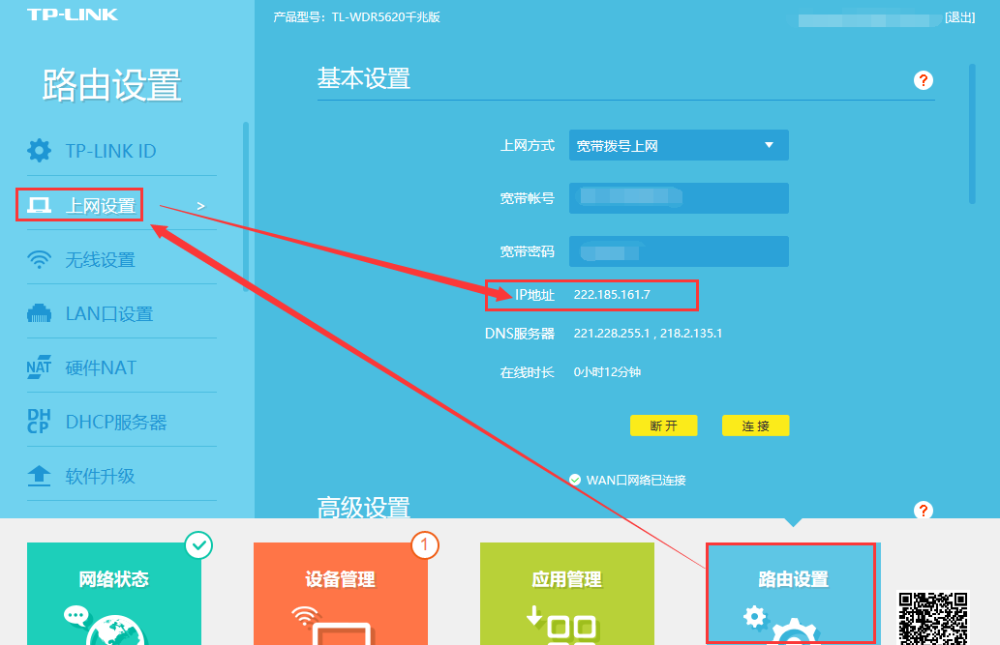 TP-LINK
产品型号：TL-WDR5620千兆版
[退出]
路由设置
TP-LINK ID
上网设置 >
无线设置
LAN口设置
NAT 硬件NAT
DHCP DHCP服务器
软件升级
基本设置 ?
上网方式 宽带拨号上网
宽带帐号
宽带密码
IP地址 222.185.161.7
DNS服务器 221.228.255.1 , 218.2.135.1
在线时长 0小时12分钟
断 开 连 接
WAN口网络已连接
高级设置 ?
网络状态
1
设备管理
应用管理
路由设置